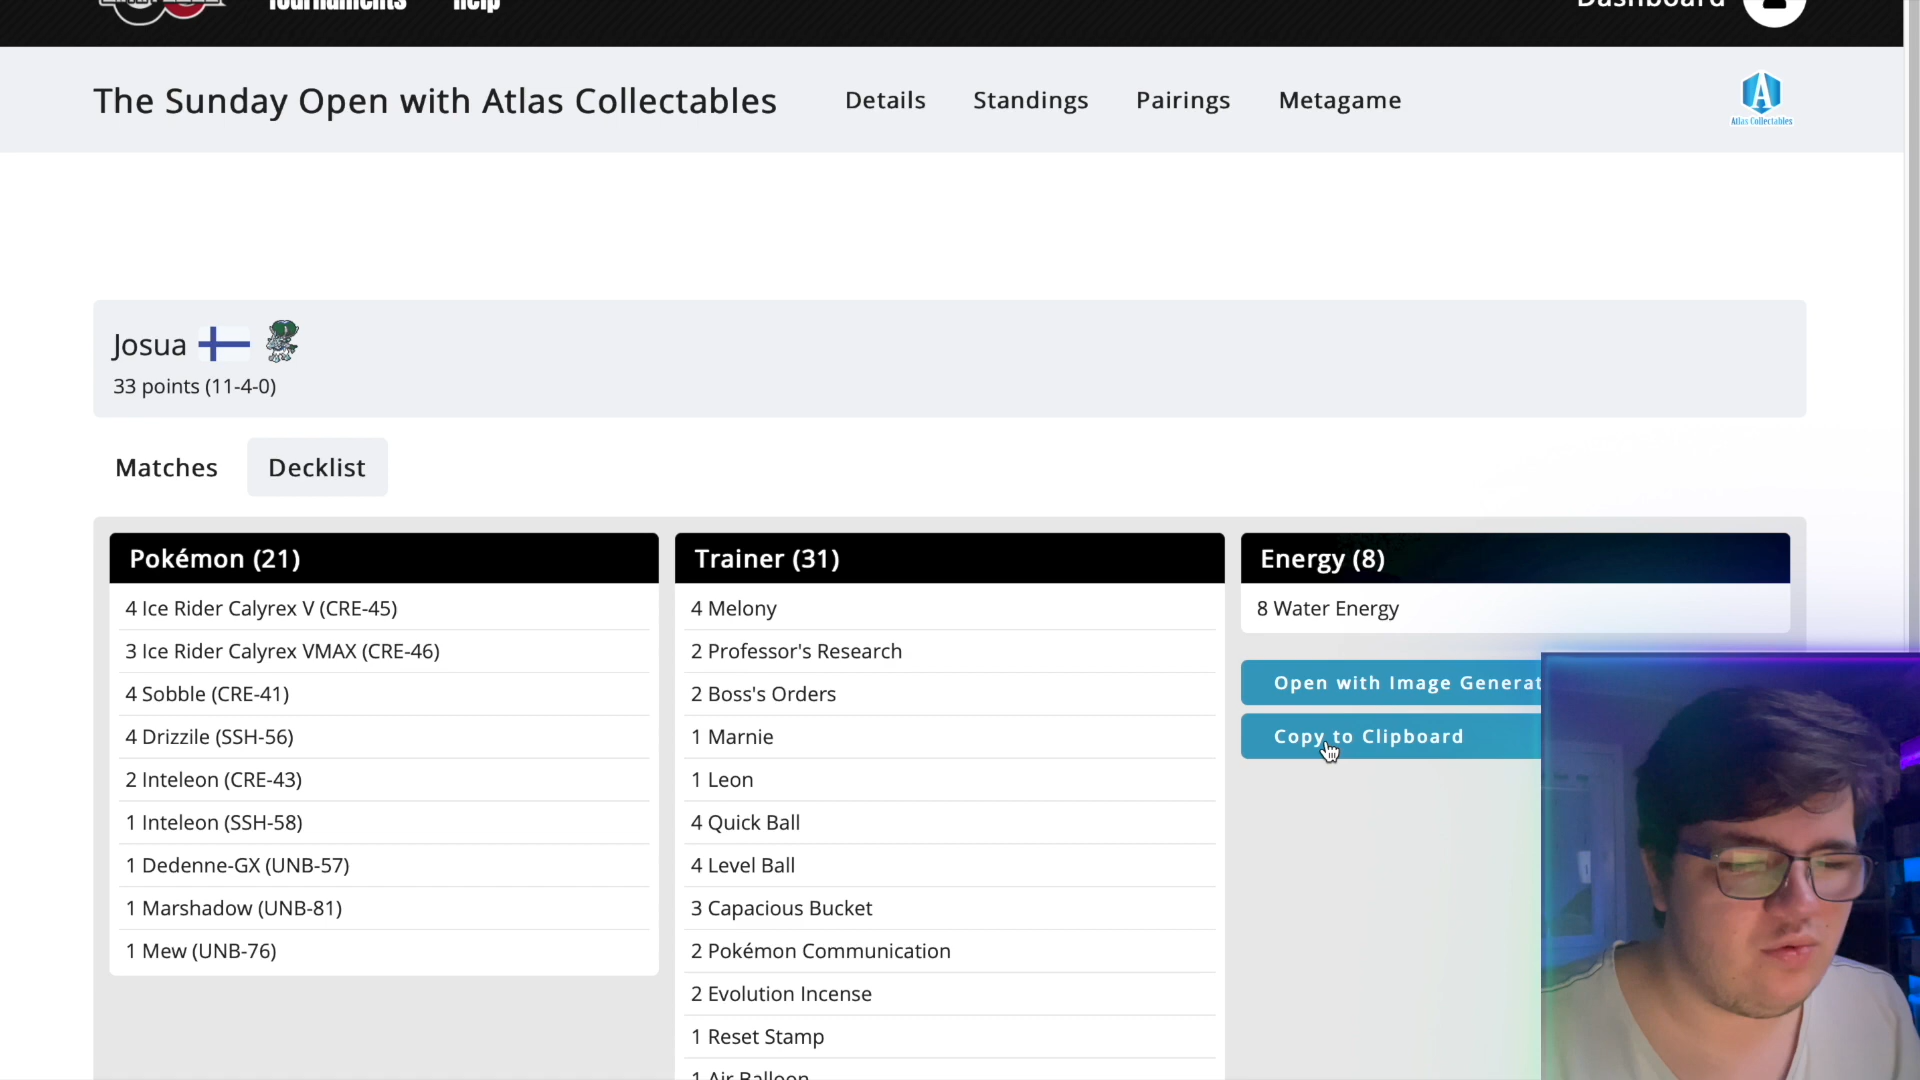 Tournaments Help Dashboard
The Sunday Open with Atlas Collectables Details Standings Pairings Metagame
A
Atlas Collectables
Josua
33 points (11-4-0)
Matches Decklist
Pokémon (21)
4 Ice Rider Calyrex V (CRE-45)
3 Ice Rider Calyrex VMAX (CRE-46)
4 Sobble (CRE-41)
4 Drizzile (SSH-56)
2 Inteleon (CRE-43)
1 Inteleon (SSH-58)
1 Dedenne-GX (UNB-57)
1 Marshadow (UNB-81)
1 Mew (UNB-76)
Trainer (31)
4 Melony
2 Professor's Research
2 Boss's Orders
1 Marnie
1 Leon
4 Quick Ball
4 Level Ball
3 Capacious Bucket
2 Pokémon Communication
2 Evolution Incense
1 Reset Stamp
1 Air Balloon
Energy (8)
8 Water Energy
Open with Image Generat
Copy to Clipboard